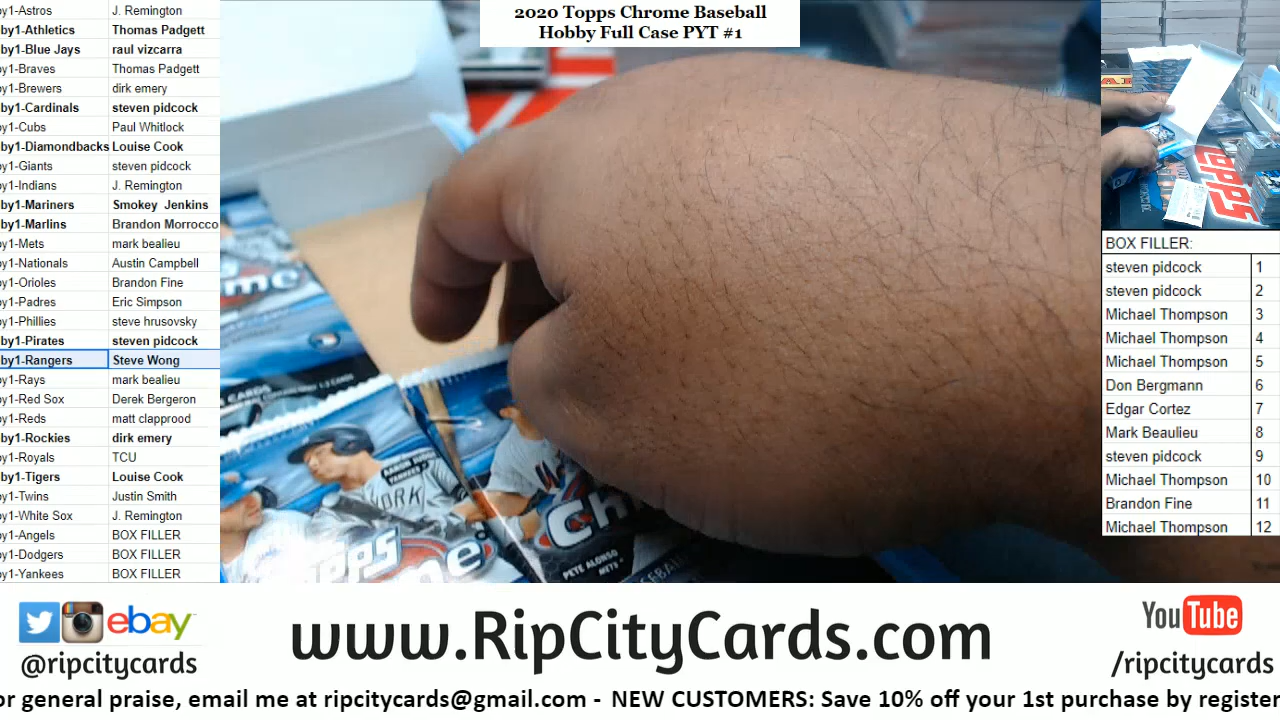 2020 Topps Chrome Baseball
Hobby Full Case PYT #1
by1-Astros J. Remington
by1-Athletics Thomas Padgett
by1-Blue Jays raul vizcarra
by1-Braves Thomas Padgett
by1-Brewers dirk emery
by1-Cardinals steven pidcock
by1-Cubs Paul Whitlock
by1-Diamondbacks Louise Cook
by1-Giants steven pidcock
by1-Indians J. Remington
by1-Mariners Smokey Jenkins
by1-Marlins Brandon Morrocco
by1-Mets mark bealieu
by1-Nationals Austin Campbell
by1-Orioles Brandon Fine
by1-Padres Eric Simpson
by1-Phillies steve hrusovsky
by1-Pirates steven pidcock
by1-Rangers Steve Wong
by1-Rays mark bealieu
by1-Red Sox Derek Bergeron
by1-Reds matt clapprood
by1-Rockies dirk emery
by1-Royals TCU
by1-Tigers Louise Cook
by1-Twins Justin Smith
by1-White Sox J. Remington
by1-Angels BOX FILLER
by1-Dodgers BOX FILLER
by1-Yankees BOX FILLER
CARDS
AARON JUDGE
YANKEES
YORK
PETE ALONSO
METS
topps
BOX FILLER:
steven pidcock 1
steven pidcock 2
Michael Thompson 3
Michael Thompson 4
Michael Thompson 5
Don Bergmann 6
Edgar Cortez 7
Mark Beaulieu 8
steven pidcock 9
Michael Thompson 10
Brandon Fine 11
Michael Thompson 12
ebay
@ripcitycards
www.RipCityCards.com
YouTube
/ripcitycards
or general praise, email me at ripcitycards@gmail.com - NEW CUSTOMERS: Save 10% off your 1st purchase by register